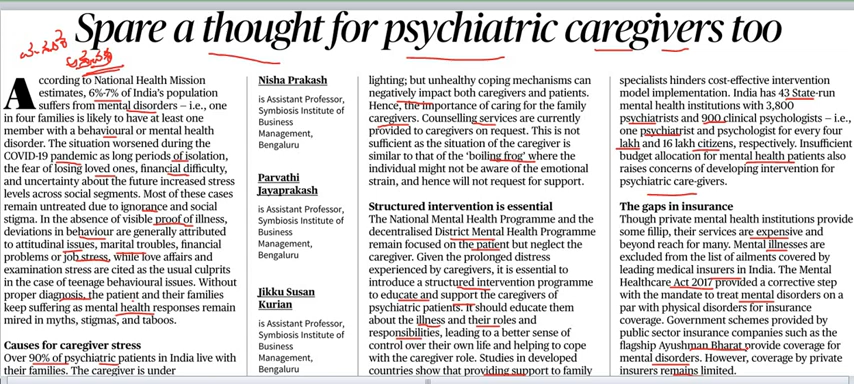 Spare a thought for psychiatric caregivers too
According to National Health Mission
estimates, 6%-7% of India's population
suffers from mental disorders – i.e., one
in four families is likely to have at least one
member with a behavioural or mental health
disorder. The situation worsened during the
COVID-19 pandemic as long periods of isolation,
the fear of losing loved ones, financial difficulty,
and uncertainty about the future increased stress
levels across social segments. Most of these cases
remain untreated due to ignorance and social
stigma. In the absence of visible proof of illness,
deviations in behaviour are generally attributed
to attitudinal issues, marital troubles, financial
problems or job stress, while love affairs and
examination stress are cited as the usual culprits
in the case of teenage behavioural issues. Without
proper diagnosis, the patient and their families
keep suffering as mental health responses remain
mired in myths, stigmas, and taboos.
Causes for caregiver stress
Over 90% of psychiatric patients in India live with
their families. The caregiver is under
Nisha Prakash
is Assistant Professor,
Symbiosis Institute of
Business
Management,
Bengaluru
Parvathi
Jayaprakash
is Assistant Professor,
Symbiosis Institute of
Business
Management,
Bengaluru
Jikku Susan
Kurian
is Assistant Professor,
Symbiosis Institute of
Business
Management,
Bengaluru
lighting; but unhealthy coping mechanisms can
negatively impact both caregivers and patients.
Hence, the importance of caring for the family
caregivers. Counselling services are currently
provided to caregivers on request. This is not
sufficient as the situation of the caregiver is
similar to that of the 'boiling frog' where the
individual might not be aware of the emotional
strain, and hence will not request for support.
Structured intervention is essential
The National Mental Health Programme and the
decentralised District Mental Health Programme
remain focused on the patient but neglect the
caregiver. Given the prolonged distress
experienced by caregivers, it is essential to
introduce a structured intervention programme
to educate and support the caregivers of
psychiatric patients. It should educate them
about the illness and their roles and
responsibilities, leading to a better sense of
control over their own life and helping to cope
with the caregiver role. Studies in developed
countries show that providing support to family
specialists hinders cost-effective intervention
model implementation. India has 43 State-run
mental health institutions with 3,800
psychiatrists and 900 clinical psychologists – i.e.,
one psychiatrist and psychologist for every four
lakh and 16 lakh citizens, respectively. Insufficient
budget allocation for mental health patients also
raises concerns of developing intervention for
psychiatric care-givers.
The gaps in insurance
Though private mental health institutions provide
some fillip, their services are expensive and
beyond reach for many. Mental illnesses are
excluded from the list of ailments covered by
leading medical insurers in India. The Mental
Healthcare Act 2017 provided a corrective step
with the mandate to treat mental disorders on a
par with physical disorders for insurance
coverage. Government schemes provided by
public sector insurance companies such as the
flagship Ayushman Bharat provide coverage for
mental disorders. However, coverage by private
insurers remains limited.